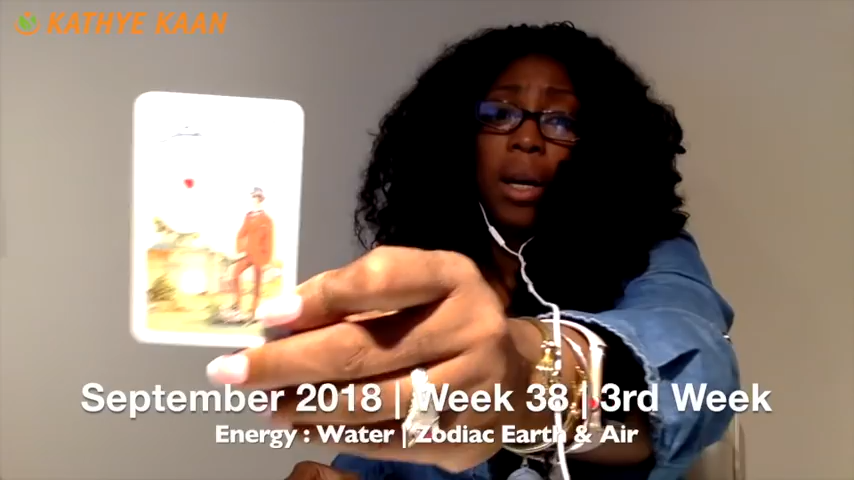 KATHYE KAAN
September 2018 | Week 38 | 3rd Week
Energy : Water | Zodiac Earth & Air